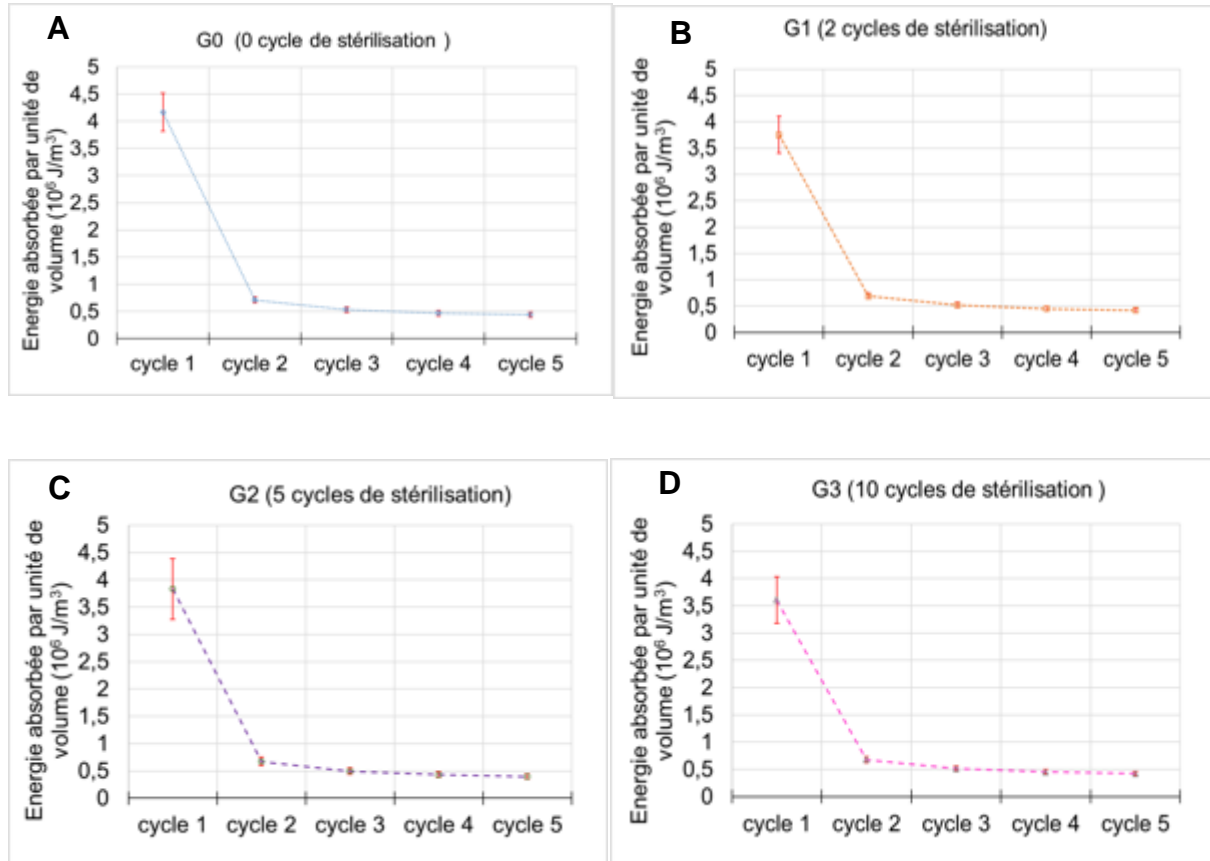 A
G0 (0 cycle de stérilisation )
Energie absorbée par unité de
volume (10⁶ J/m³)
5
4,5
4
3,5
3
2,5
2
1,5
1
0,5
0
cycle 1 cycle 2 cycle 3 cycle 4 cycle 5
B
G1 (2 cycles de stérilisation)
Energie absorbée par unité de
volume (10⁶ J/m³)
5
4,5
4
3,5
3
2,5
2
1,5
1
0,5
0
cycle 1 cycle 2 cycle 3 cycle 4 cycle 5
C
G2 (5 cycles de stérilisation)
Energie absorbée par unité de
volume (10⁶ J/m³)
5
4,5
4
3,5
3
2,5
2
1,5
1
0,5
0
cycle 1 cycle 2 cycle 3 cycle 4 cycle 5
D
G3 (10 cycles de stérilisation )
Energie absorbée par unité de
volume (10⁶ J/m³)
5
4,5
4
3,5
3
2,5
2
1,5
1
0,5
0
cycle 1 cycle 2 cycle 3 cycle 4 cycle 5